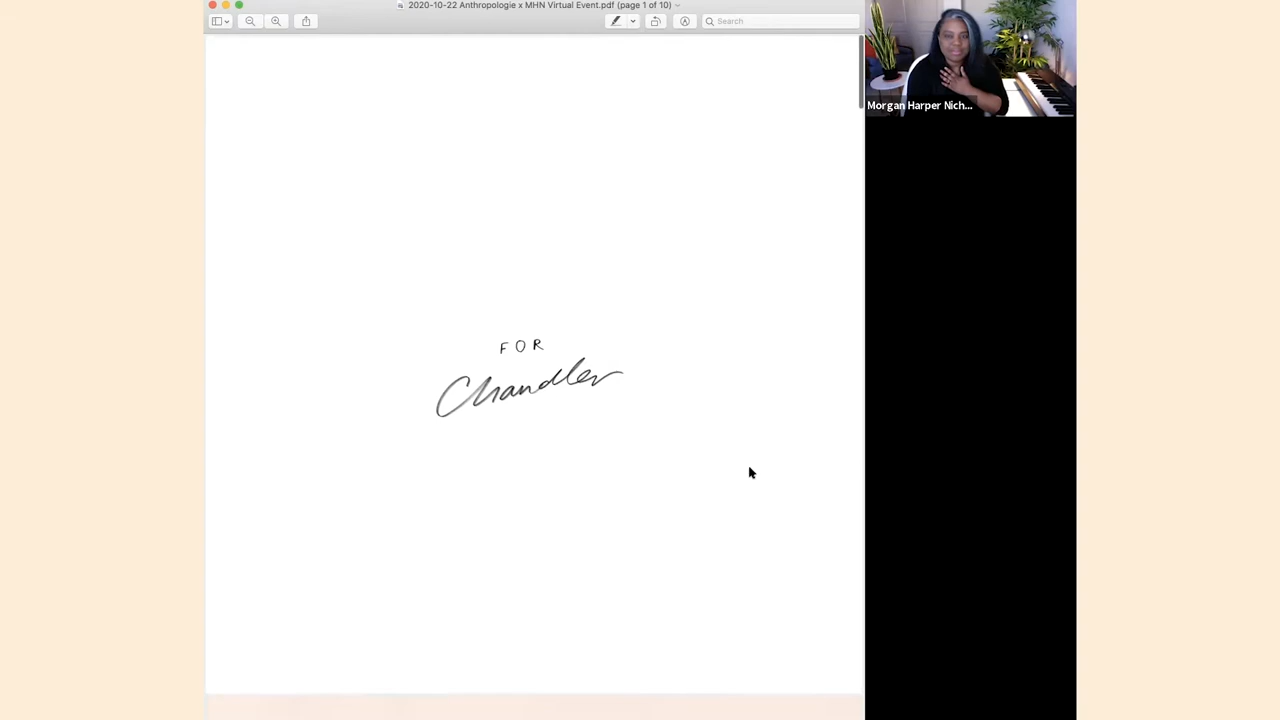 2020-10-22 Anthropologie x MHN Virtual Event.pdf (page 1 of 10)
Search
Morgan Harper Nich...
FOR
Chandler